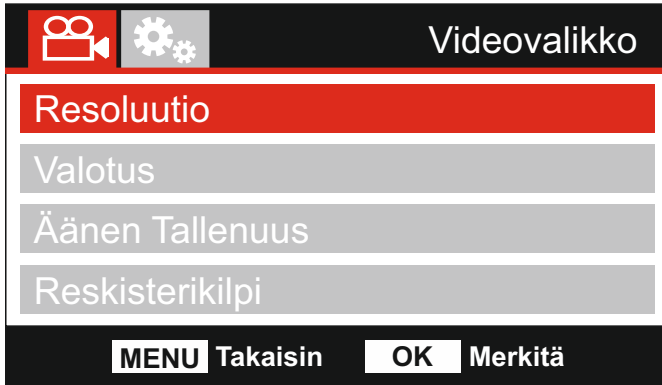 Videovalikko
Resoluutio
Valotus
Äänen Tallenuus
Reskisterikilpi
MENU Takaisin OK Merkitä